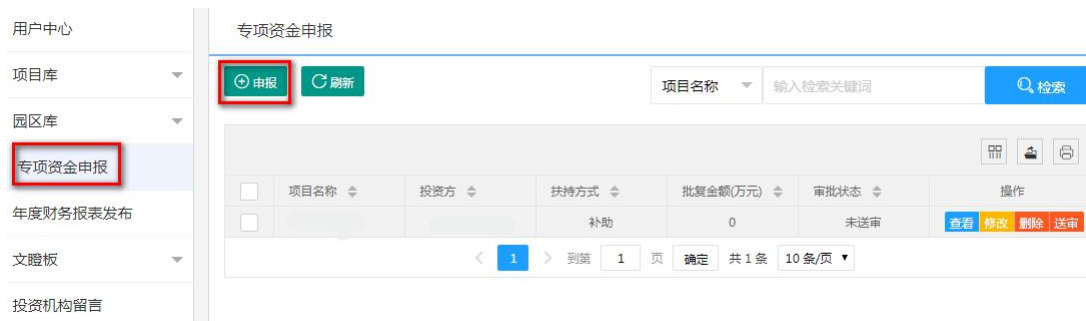 用户中心
项目库
园区库
专项资金申报
年度财务报表发布
文瞪板
投资机构留言
专项资金申报
申报 刷新 项目名称 输入检索关键词 检索
项目名称 投资方 扶持方式 批复金额(万元) 审批状态 操作
补助 0 未送审 查看 修改 删除 送审
1 到第 1 页 确定 共 1 条 10 条/页